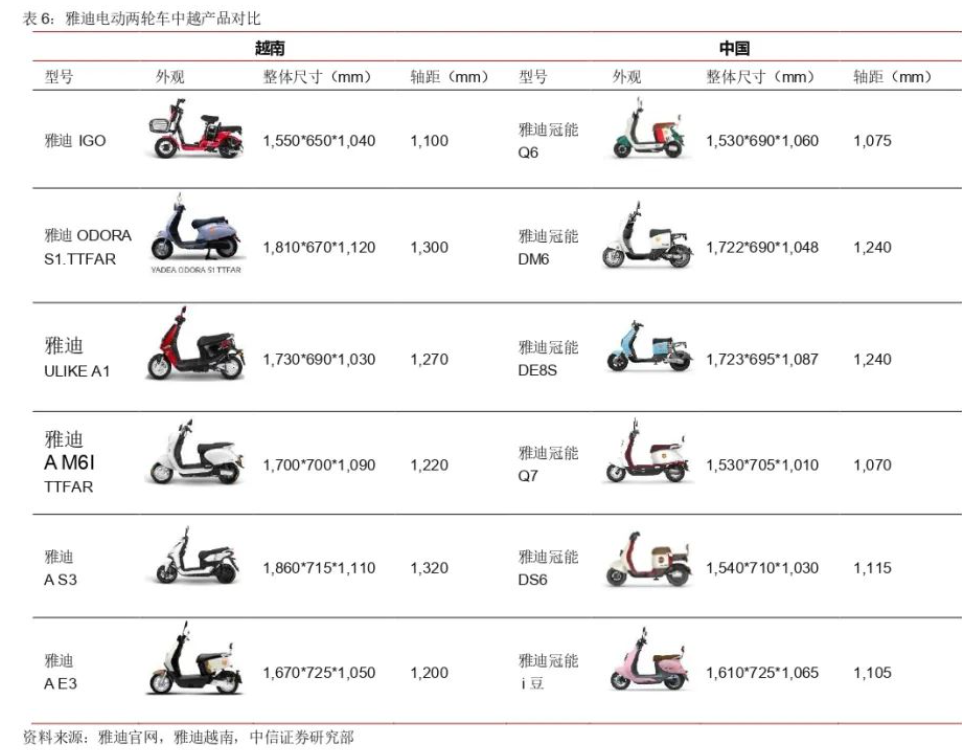 表 6：雅迪电动两轮车中越产品对比
越南 中国
型号 外观 整体尺寸（mm） 轴距（mm） 型号 外观 整体尺寸（mm） 轴距（mm）
雅迪 IGO 1,550*650*1,040 1,100 雅迪冠能 Q6 1,530*690*1,060 1,075
雅迪 ODORA S1.TTFAR YADEA ODORA S1 TTFAR 1,810*670*1,120 1,300 雅迪冠能 DM6 1,722*690*1,048 1,240
雅迪 ULIKE A1 1,730*690*1,030 1,270 雅迪冠能 DE8S 1,723*695*1,087 1,240
雅迪 A M6I TTFAR 1,700*700*1,090 1,220 雅迪冠能 Q7 1,530*705*1,010 1,070
雅迪 A S3 1,860*715*1,110 1,320 雅迪冠能 DS6 1,540*710*1,030 1,115
雅迪 A E3 1,670*725*1,050 1,200 雅迪冠能 i 豆 1,610*725*1,065 1,105
资料来源：雅迪官网，雅迪越南，中信证券研究部